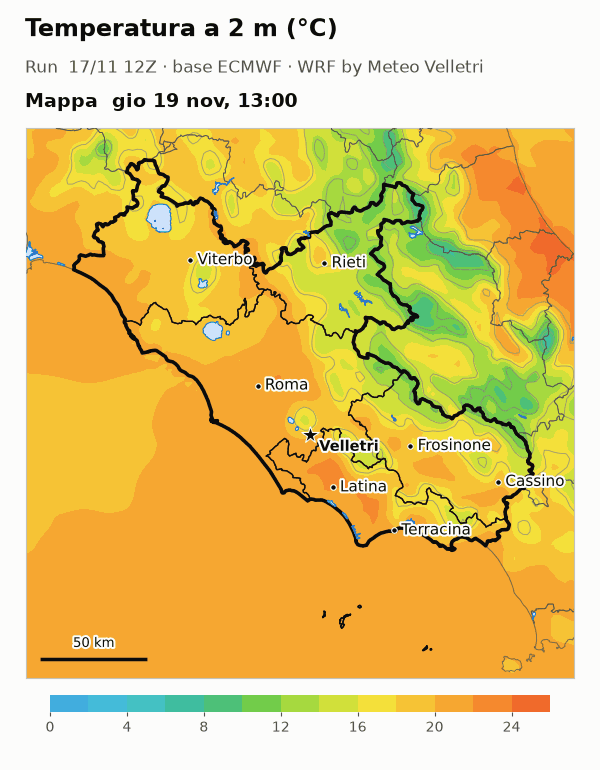 Temperatura a 2 m (°C)
Run  17/11 12Z · base ECMWF · WRF by Meteo Velletri
Mappa  gio 19 nov, 13:00
Viterbo
Rieti
Roma
Velletri
Frosinone
Latina
Cassino
Terracina
50 km
0 4 8 12 16 20 24